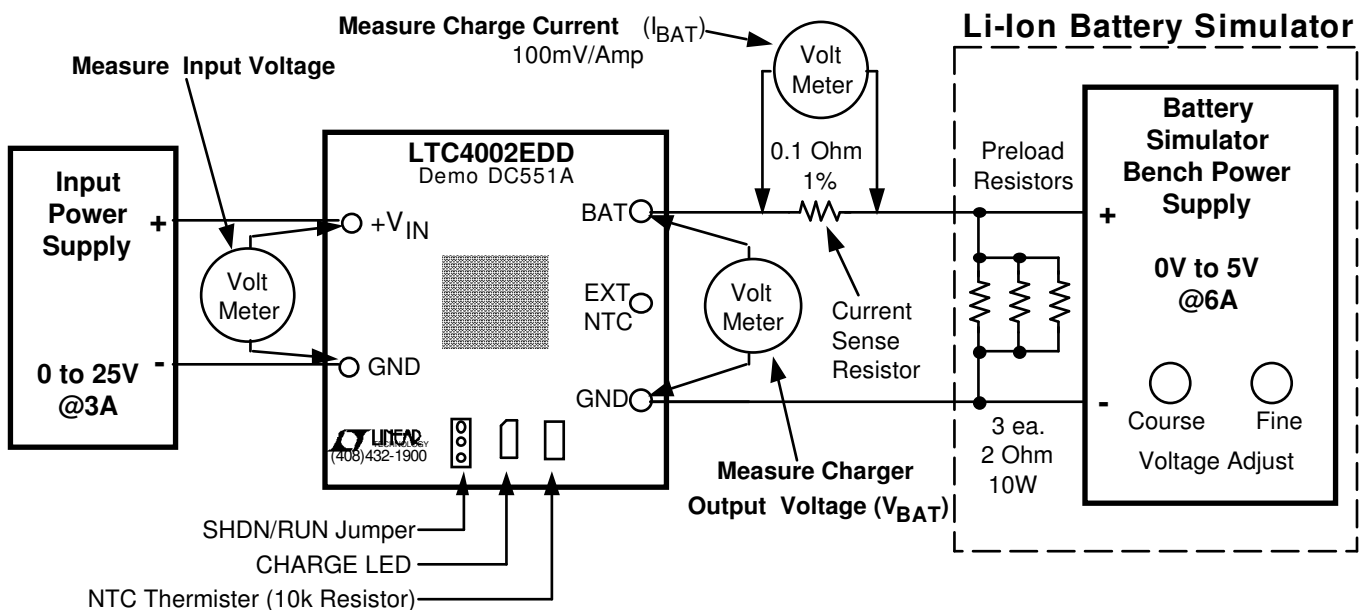 Measure Charge Current (IBAT)
100mV/Amp
Li-Ion Battery Simulator
Measure Input Voltage
Volt
Meter
Input
Power
Supply
+
-
0 to 25V
@3A
Volt
Meter
LTC4002EDD
Demo DC551A
+VIN
GND
BAT
EXT
NTC
GND
LINEAR
TECHNOLOGY
(408)432-1900
0.1 Ohm
1%
Volt
Meter
Current
Sense
Resistor
Preload
Resistors
3 ea.
2 Ohm
10W
Battery
Simulator
Bench Power
Supply
+
0V to 5V
@6A
-
Course Fine
Voltage Adjust
Measure Charger
Output Voltage (VBAT)
SHDN/RUN Jumper
CHARGE LED
NTC Thermister (10k Resistor)